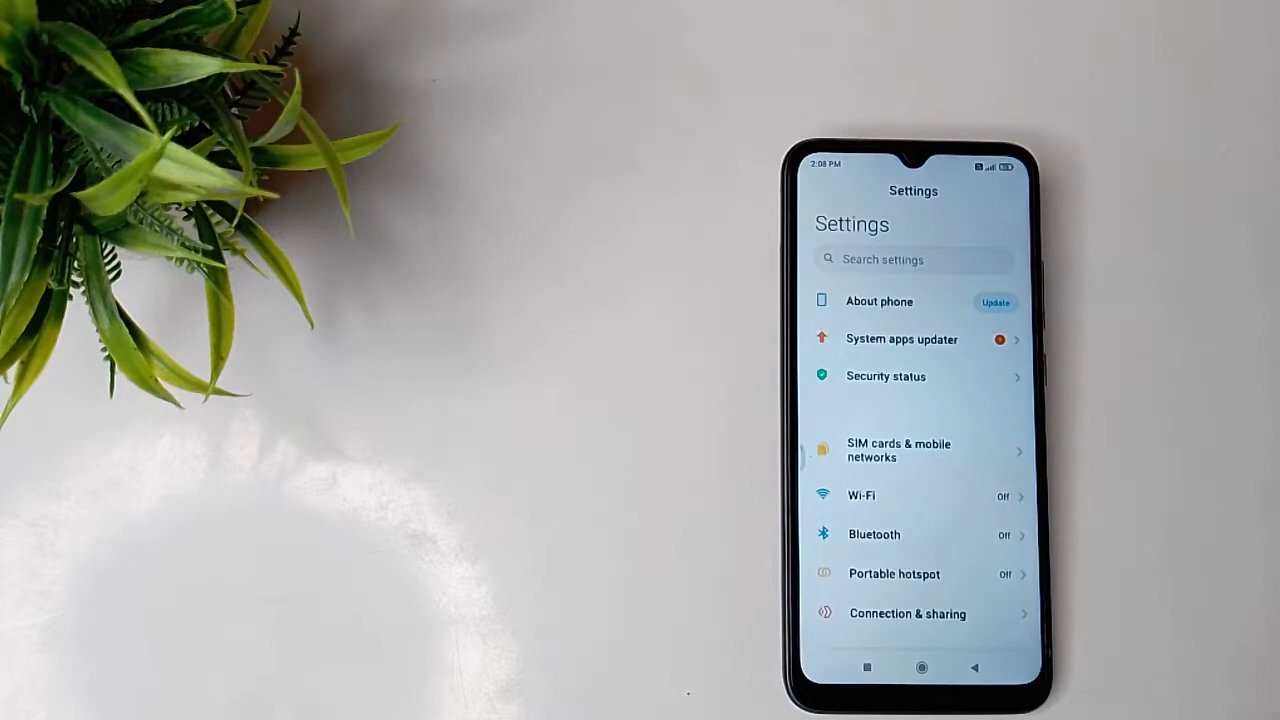 2:08 PM
Settings
Settings
Search settings
About phone
Update
System apps updater
Security status
SIM cards & mobile
networks
Wi-Fi
Off
Bluetooth
Off
Portable hotspot
Off
Connection & sharing